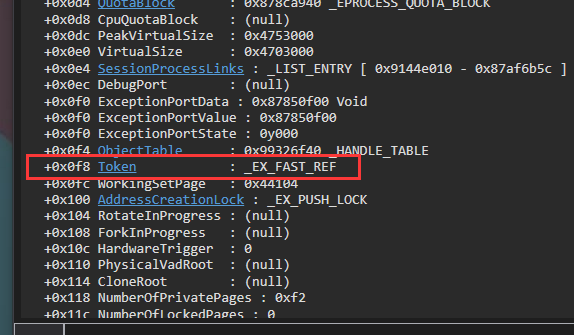 +0x0d4 QuotaBlock : 0x878ca940 _EPROCESS_QUOTA_BLOCK
+0x0d8 CpuQuotaBlock : (null)
+0x0dc PeakVirtualSize : 0x4753000
+0x0e0 VirtualSize : 0x4703000
+0x0e4 SessionProcessLinks : _LIST_ENTRY [ 0x9144e010 - 0x87af6b5c ]
+0x0ec DebugPort : (null)
+0x0f0 ExceptionPortData : 0x87850f00 Void
+0x0f0 ExceptionPortValue : 0x87850f00
+0x0f0 ExceptionPortState : 0y000
+0x0f4 ObjectTable : 0x99326f40 _HANDLE_TABLE
+0x0f8 Token : _EX_FAST_REF
+0x0fc WorkingSetPage : 0x44104
+0x100 AddressCreationLock : _EX_PUSH_LOCK
+0x104 RotateInProgress : (null)
+0x108 ForkInProgress : (null)
+0x10c HardwareTrigger : 0
+0x110 PhysicalVadRoot : (null)
+0x114 CloneRoot : (null)
+0x118 NumberOfPrivatePages : 0xf2
+0x11c NumberOfLockedPages : 0